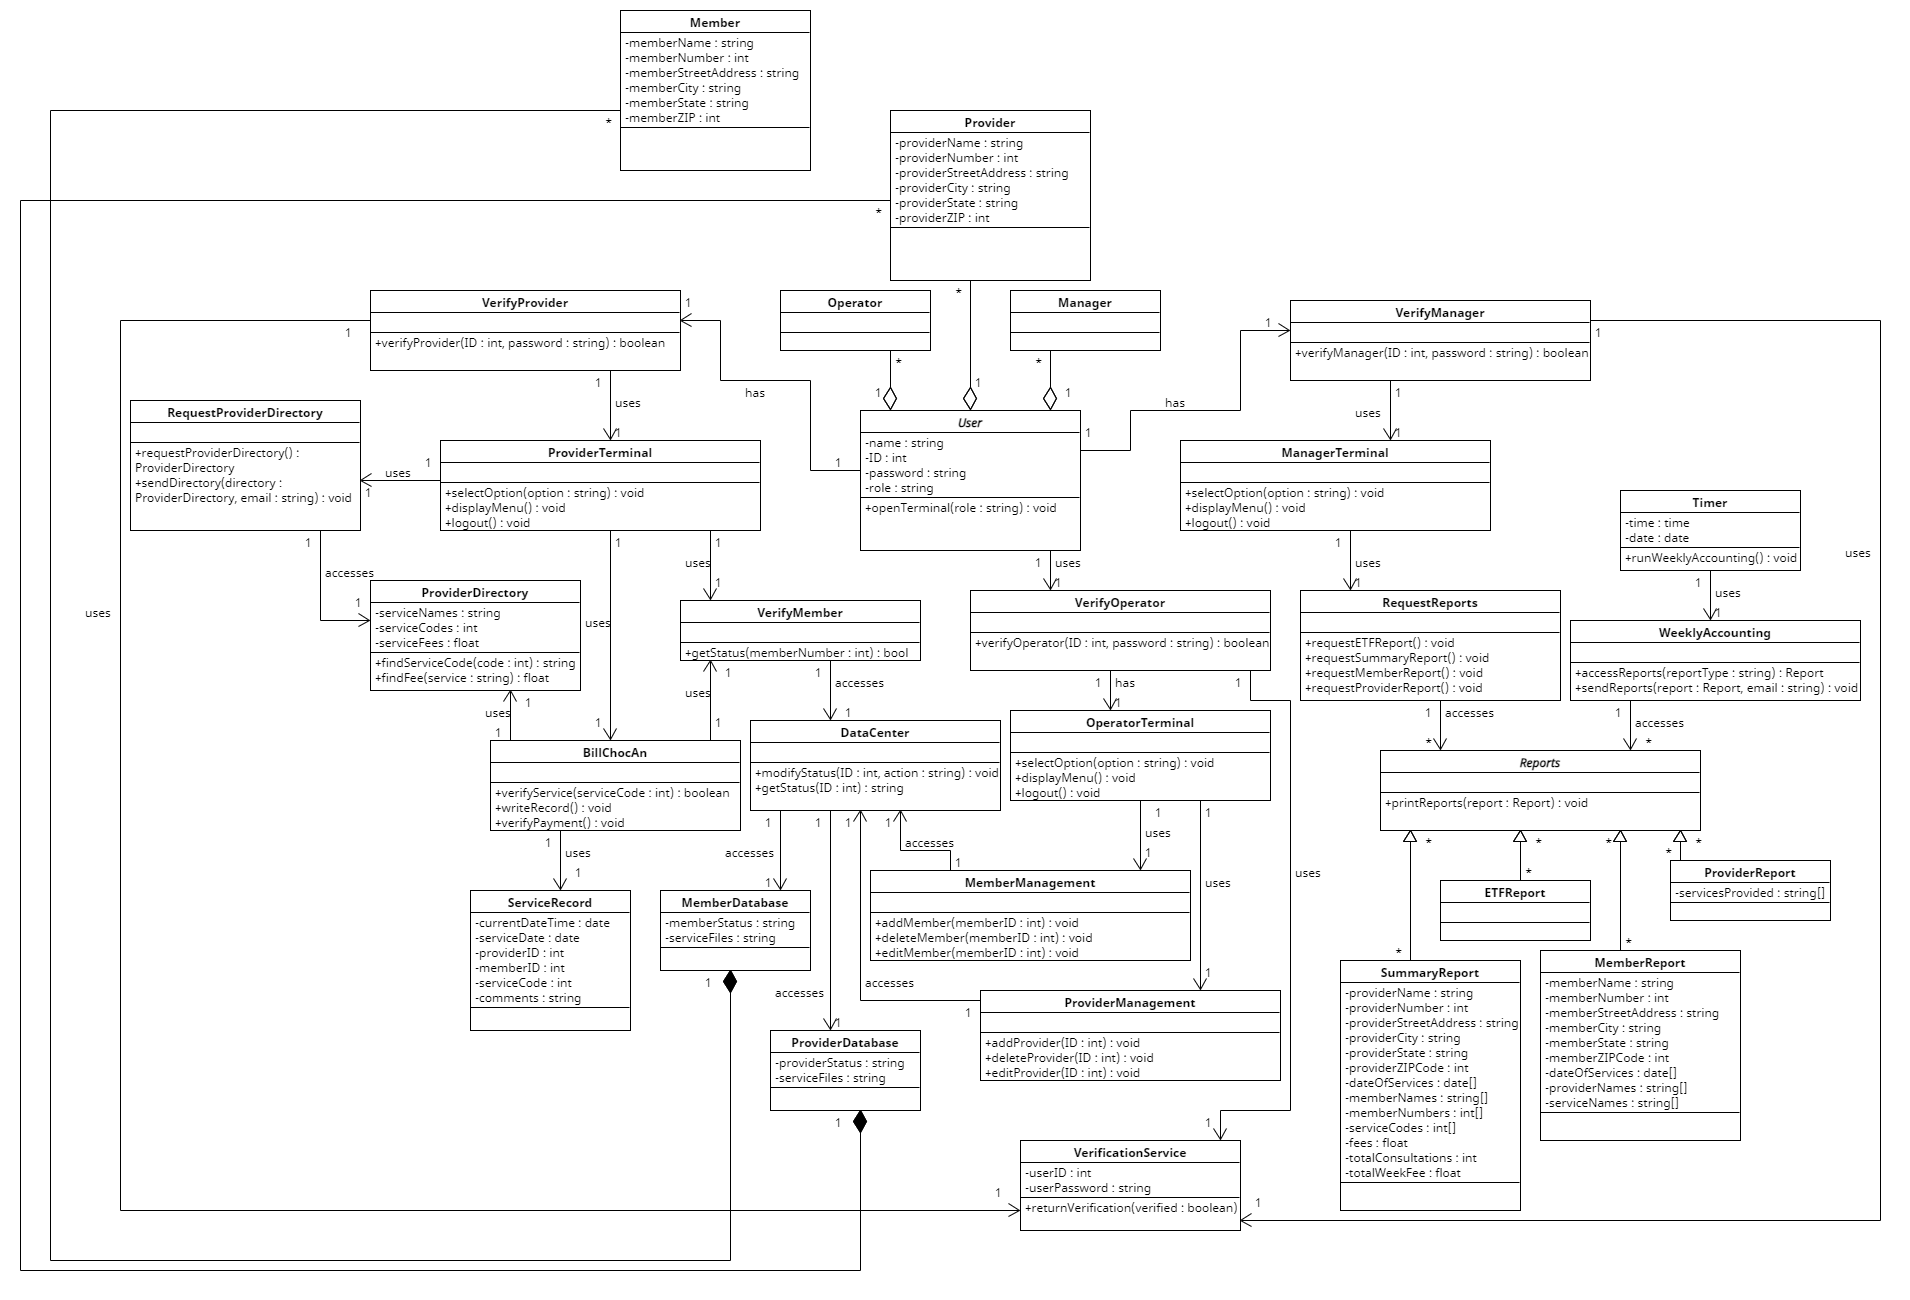 Member
-memberName : string
-memberNumber : int
-memberStreetAddress : string
-memberCity : string
-memberState : string
-memberZIP : int
*
Provider
-providerName : string
-providerNumber : int
-providerStreetAddress : string
-providerCity : string
-providerState : string
-providerZIP : int
*
*
VerifyProvider
+verifyProvider(ID : int, password : string) : boolean
1
1
1
Operator
*
1
Manager
*
1
1
VerifyManager
+verifyManager(ID : int, password : string) : boolean
1
1
1
has
has
uses
1
uses
1
RequestProviderDirectory
+requestProviderDirectory() :
ProviderDirectory
+sendDirectory(directory :
ProviderDirectory, email : string) : void
1
uses
1
1
ProviderTerminal
+selectOption(option : string) : void
+displayMenu() : void
+logout() : void
1
1
User
-name : string
-ID : int
-password : string
-role : string
+openTerminal(role : string) : void
1
1
1
uses
1
ManagerTerminal
+selectOption(option : string) : void
+displayMenu() : void
+logout() : void
1
uses
1
Timer
-time : time
-date : date
+runWeeklyAccounting() : void
1
uses
1
uses
accesses
1
ProviderDirectory
-serviceNames : string
-serviceCodes : int
-serviceFees : float
+findServiceCode(code : int) : string
+findFee(service : string) : float
uses
1
uses
uses
1
VerifyMember
+getStatus(memberNumber : int) : bool
1
1
accesses
1
VerifyOperator
+verifyOperator(ID : int, password : string) : boolean
1
has
1
1
RequestReports
+requestETFReport() : void
+requestSummaryReport() : void
+requestMemberReport() : void
+requestProviderReport() : void
1
accesses
*
WeeklyAccounting
+accessReports(reportType : string) : Report
+sendReports(report : Report, email : string) : void
1
accesses
*
uses
1
1
uses
1
1
BillChocAn
+verifyService(serviceCode : int) : boolean
+writeRecord() : void
+verifyPayment() : void
1
uses
1
DataCenter
+modifyStatus(ID : int, action : string) : void
+getStatus(ID : int) : string
1
1
1
1
OperatorTerminal
+selectOption(option : string) : void
+displayMenu() : void
+logout() : void
1
1
uses
1
uses
uses
Reports
+printReports(report : Report) : void
*
*
*
*
accesses
1
accesses
1
MemberManagement
+addMember(memberID : int) : void
+deleteMember(memberID : int) : void
+editMember(memberID : int) : void
ServiceRecord
-currentDateTime : date
-serviceDate : date
-providerID : int
-memberID : int
-serviceCode : int
-comments : string
MemberDatabase
-memberStatus : string
-serviceFiles : string
1
accesses
1
accesses
1
1
ProviderManagement
+addProvider(ID : int) : void
+deleteProvider(ID : int) : void
+editProvider(ID : int) : void
ProviderDatabase
-providerStatus : string
-serviceFiles : string
1
*
ETFReport
*
ProviderReport
-servicesProvided : string[]
*
SummaryReport
-providerName : string
-providerNumber : int
-providerStreetAddress : string
-providerCity : string
-providerState : string
-providerZIPCode : int
-dateOfServices : date[]
-memberNames : string[]
-memberNumbers : int[]
-serviceCodes : int[]
-fees : float
-totalConsultations : int
-totalWeekFee : float
*
MemberReport
-memberName : string
-memberNumber : int
-memberStreetAddress : string
-memberCity : string
-memberState : string
-memberZIPCode : int
-dateOfServices : date[]
-providerNames : string[]
-serviceNames : string[]
1
1
1
VerificationService
-userID : int
-userPassword : string
+returnVerification(verified : boolean)